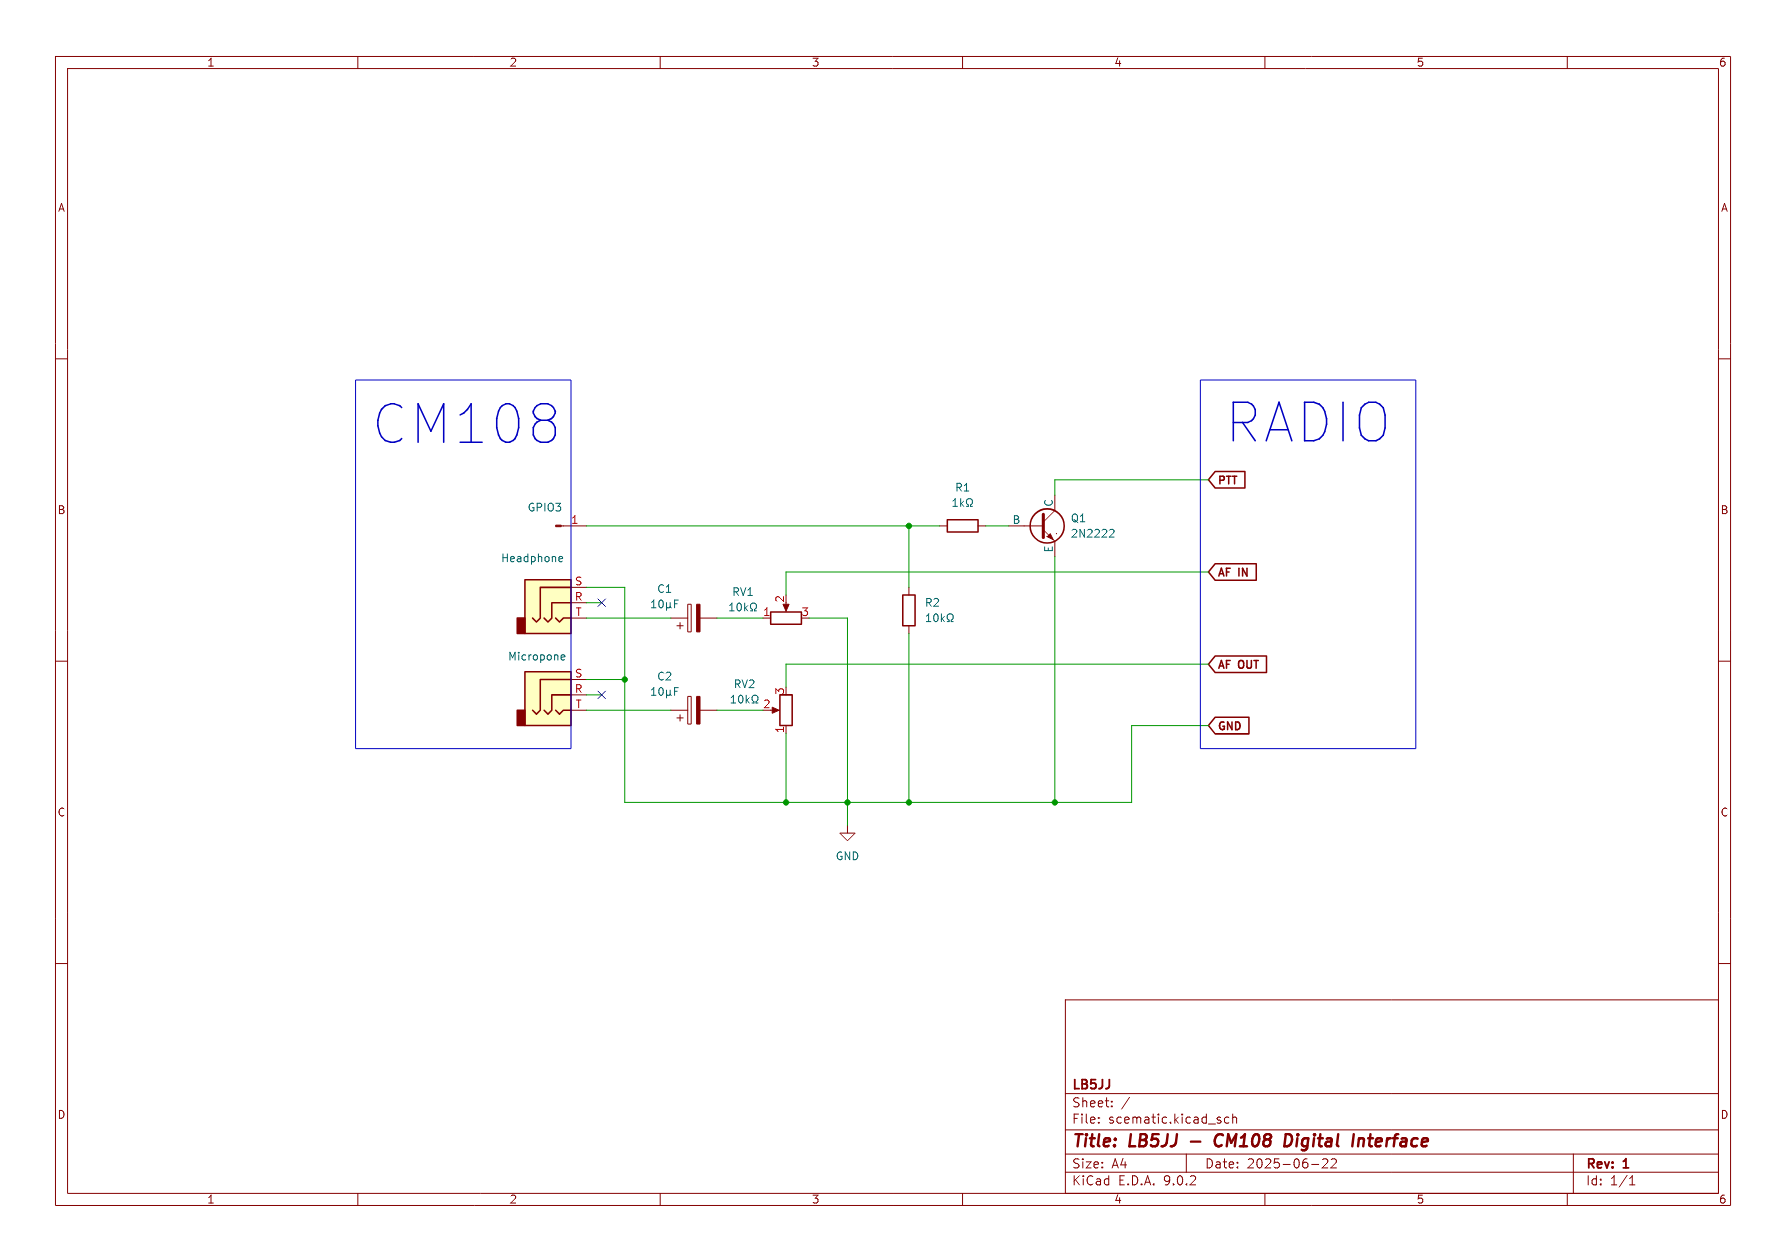 1 2 3 4 5 6
A A
B B
C C
D D
CM108
RADIO
GPIO3
1
Headphone
S
R
T
Micropone
S
R
T
C1
10µF
+
C2
10µF
+
RV1
10kΩ
1 2 3
RV2
10kΩ
3
2
1
R1
1kΩ
R2
10kΩ
B
C
E
Q1
2N2222
PTT
AF IN
AF OUT
GND
GND
LB5JJ
Sheet: /
File: scematic.kicad_sch
Title: LB5JJ – CM108 Digital Interface
Size: A4 Date: 2025-06-22 Rev: 1
KiCad E.D.A. 9.0.2 Id: 1/1
1 2 3 4 5 6